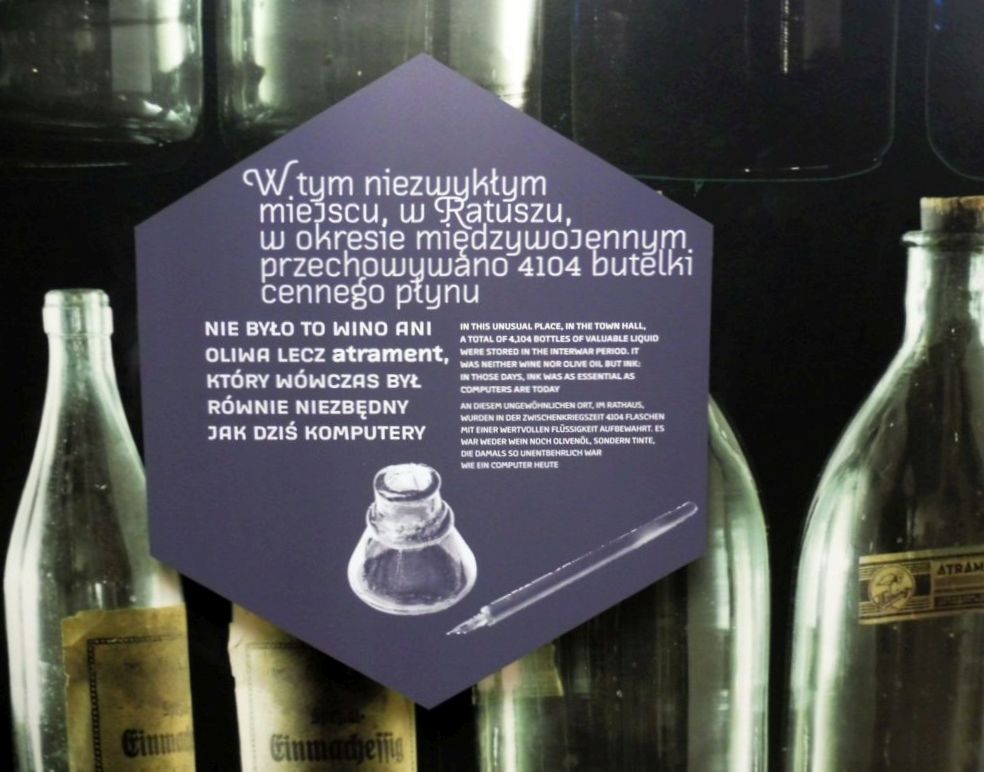 W tym niezwykłym
miejscu, w Ratuszu,
w okresie międzywojennym
przechowywano 4104 butelki
cennego płynu
NIE BYŁO TO WINO ANI
OLIWA LECZ atrament,
KTÓRY WÓWCZAS BYŁ
RÓWNIE NIEZBĘDNY
JAK DZIŚ KOMPUTERY
IN THIS UNUSUAL PLACE, IN THE TOWN HALL,
A TOTAL OF 4,104 BOTTLES OF VALUABLE LIQUID
WERE STORED IN THE INTERWAR PERIOD. IT
WAS NEITHER WINE NOR OLIVE OIL BUT INK:
IN THOSE DAYS, INK WAS AS ESSENTIAL AS
COMPUTERS ARE TODAY
AN DIESEM UNGEWÖHNLICHEN ORT, IM RATHAUS,
WURDEN IN DER ZWISCHENKRIEGSZEIT 4104 FLASCHEN
MIT EINER WERTVOLLEN FLÜSSIGKEIT AUFBEWAHRT. ES
WAR WEDER WEIN NOCH OLIVENÖL, SONDERN TINTE,
DIE DAMALS SO UNENTBEHRLICH WAR
WIE EIN COMPUTER HEUTE
ATRAM
Einmach
Einmachessig